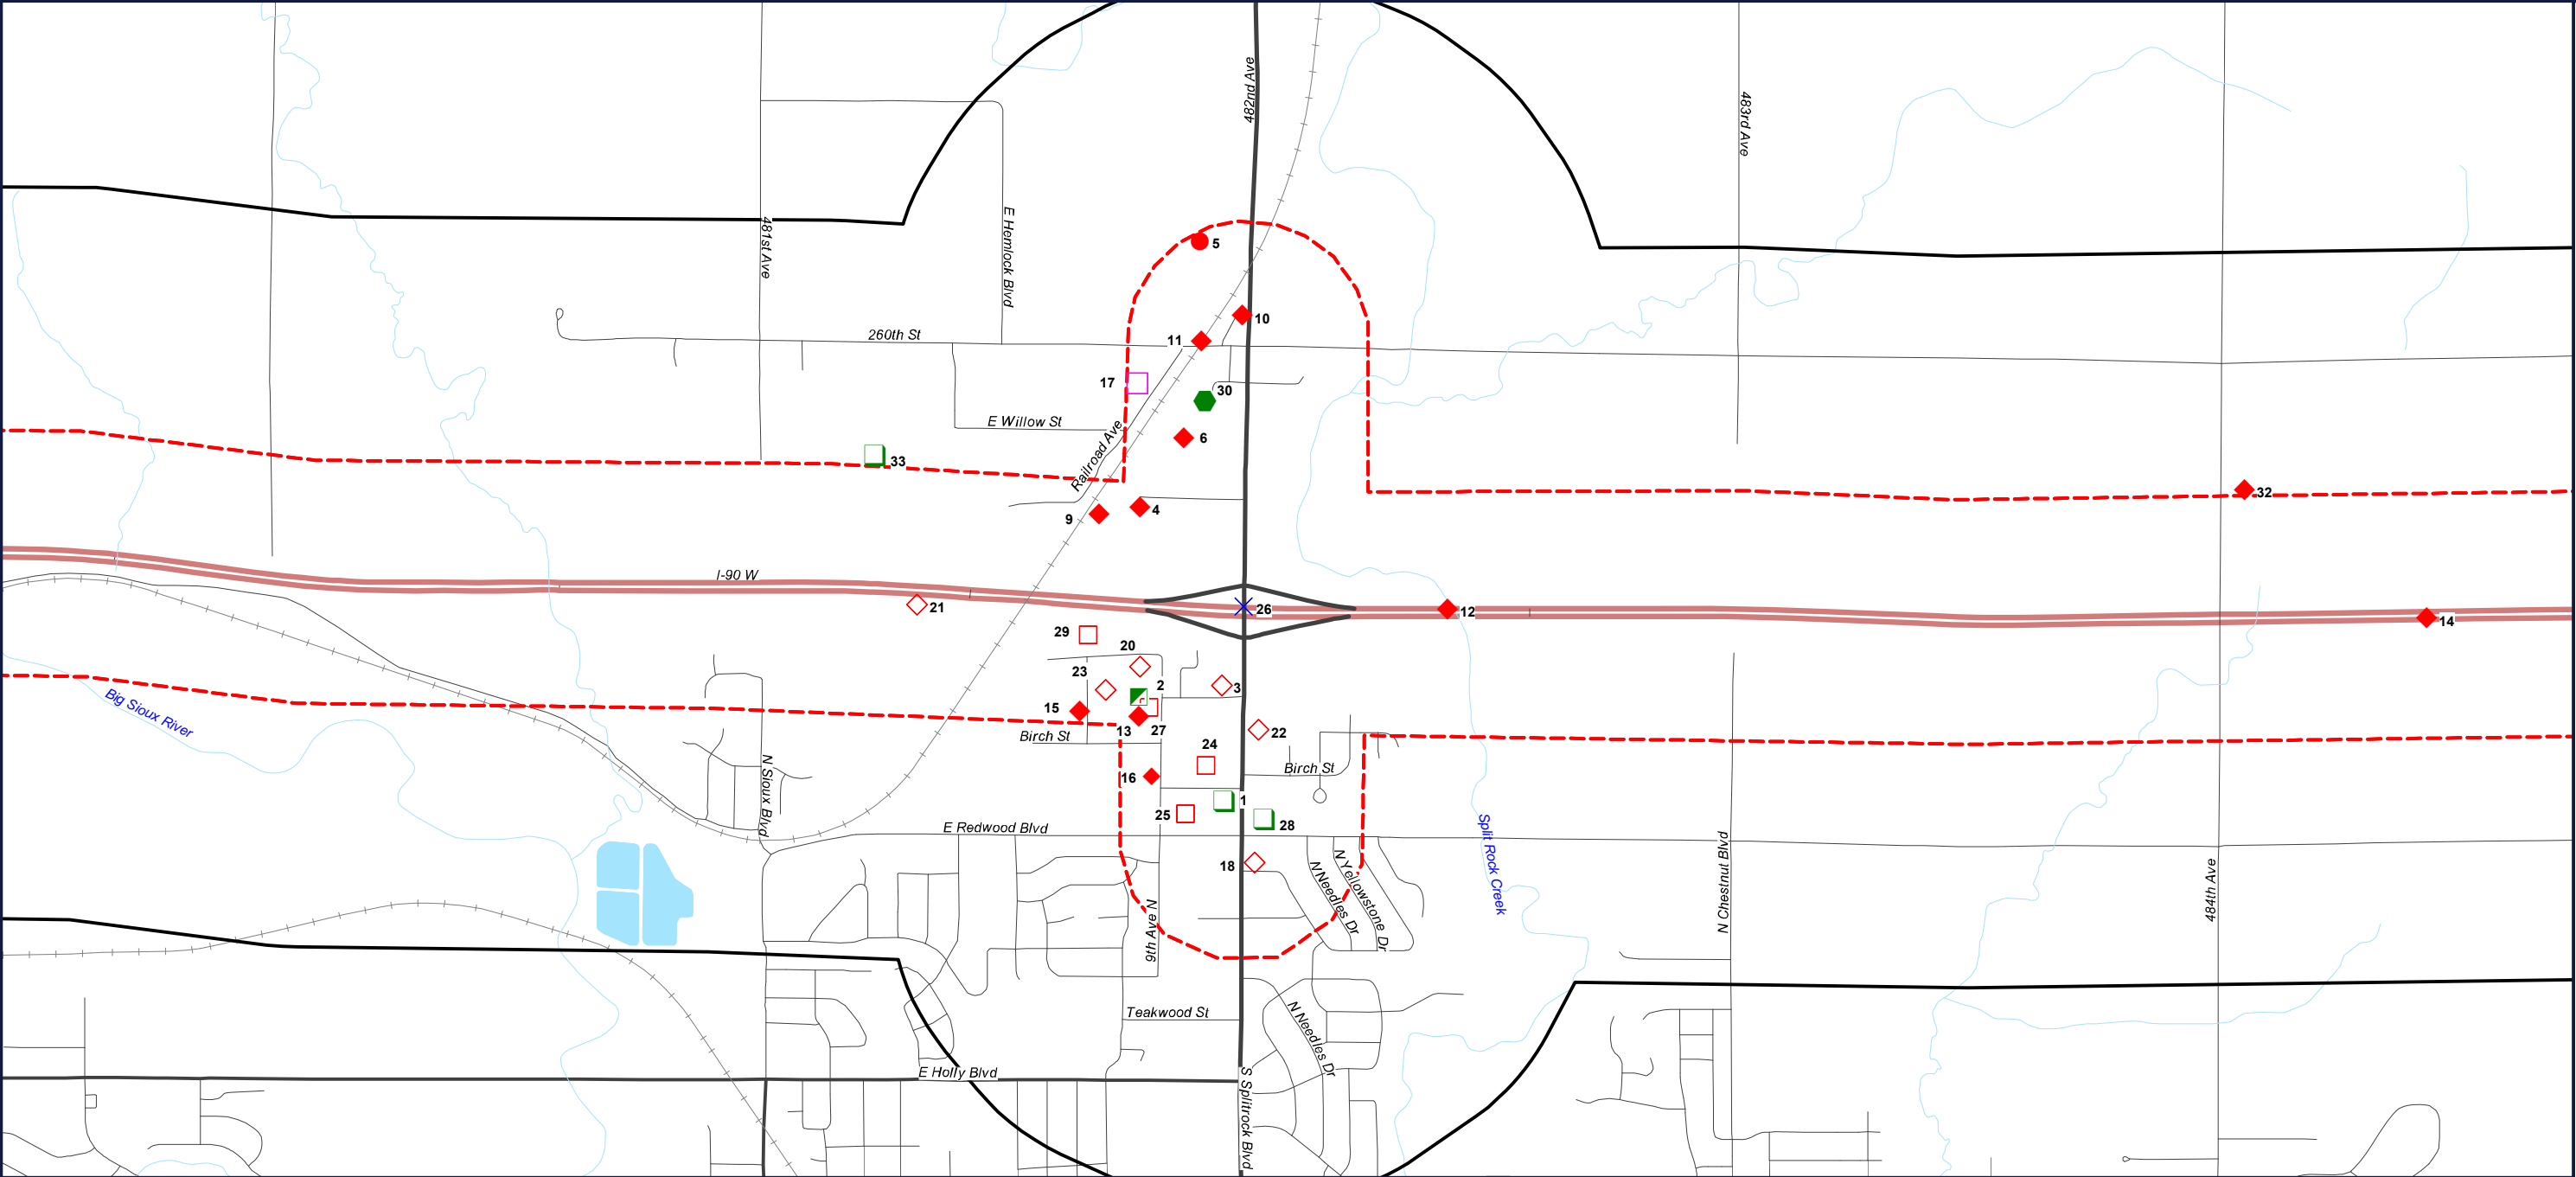 482nd Ave
483rd Ave
481st Ave
E Hemlock Blvd
5
10
260th St
11
17
30
E Willow St
Railroad Ave
6
33
32
4
9
I-90 W
21
26
12
14
29
20
23
2
3
15
Big Sioux River
13
27
Birch St
22
24
Birch St
16
N Sioux Blvd
1
25
28
E Redwood Blvd
Split Rock Creek
N Chestnut Blvd
18
N Yellowstone Dr
N Needles Dr
484th Ave
9th Ave N
Teakwood St
N Needles Dr
E Holly Blvd
S Splitrock Blvd